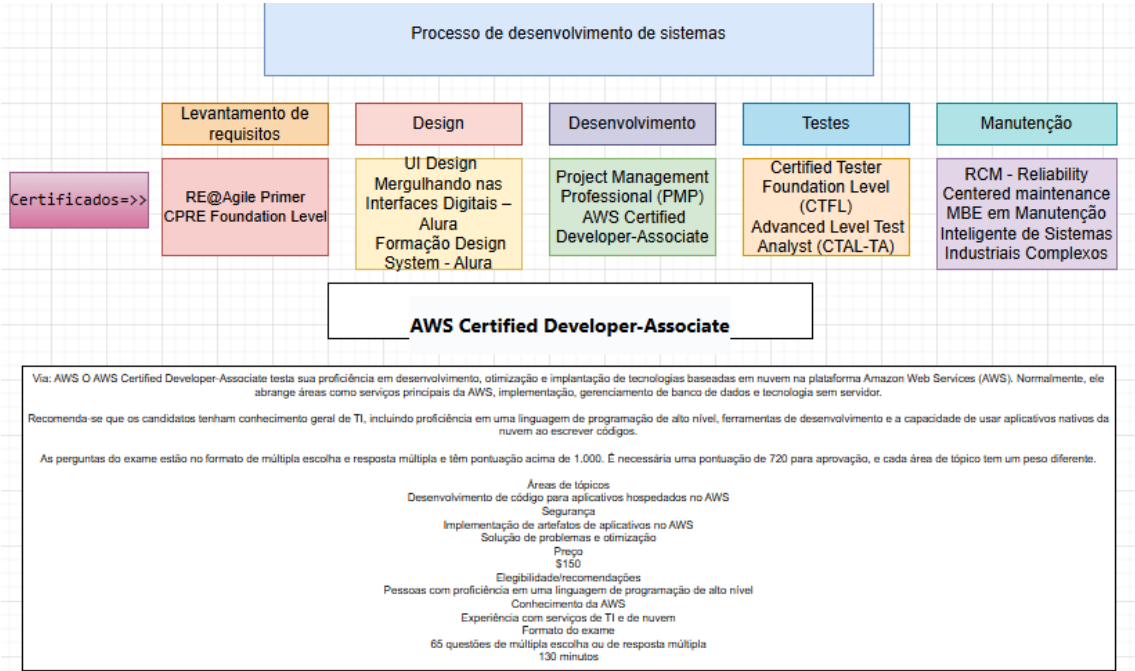 Processo de desenvolvimento de sistemas
Levantamento de
requisitos
Design
Desenvolvimento
Testes
Manutenção
Certificados=>>
RE@Agile Primer
CPRE Foundation Level
UI Design
Mergulhando nas
Interfaces Digitais –
Alura
Formação Design
System - Alura
Project Management
Professional (PMP)
AWS Certified
Developer-Associate
Certified Tester
Foundation Level
(CTFL)
Advanced Level Test
Analyst (CTAL-TA)
RCM - Reliability
Centered maintenance
MBE em Manutenção
Inteligente de Sistemas
Industriais Complexos
AWS Certified Developer-Associate
Via: AWS O AWS Certified Developer-Associate testa sua proficiência em desenvolvimento, otimização e implantação de tecnologias baseadas em nuvem na plataforma Amazon Web Services (AWS). Normalmente, ele
abrange áreas como serviços principais da AWS, implementação, gerenciamento de banco de dados e tecnologia sem servidor.
Recomenda-se que os candidatos tenham conhecimento geral de TI, incluindo proficiência em uma linguagem de programação de alto nível, ferramentas de desenvolvimento e a capacidade de usar aplicativos nativos da
nuvem ao escrever códigos.
As perguntas do exame estão no formato de múltipla escolha e resposta múltipla e têm pontuação acima de 1.000. É necessária uma pontuação de 720 para aprovação, e cada área de tópico tem um peso diferente.
Áreas de tópicos
Desenvolvimento de código para aplicativos hospedados no AWS
Segurança
Implementação de artefatos de aplicativos no AWS
Solução de problemas e otimização
Preço
$150
Elegibilidade/recomendações
Pessoas com proficiência em uma linguagem de programação de alto nível
Conhecimento da AWS
Experiência com serviços de TI e de nuvem
Formato do exame
65 questões de múltipla escolha ou de resposta múltipla
130 minutos